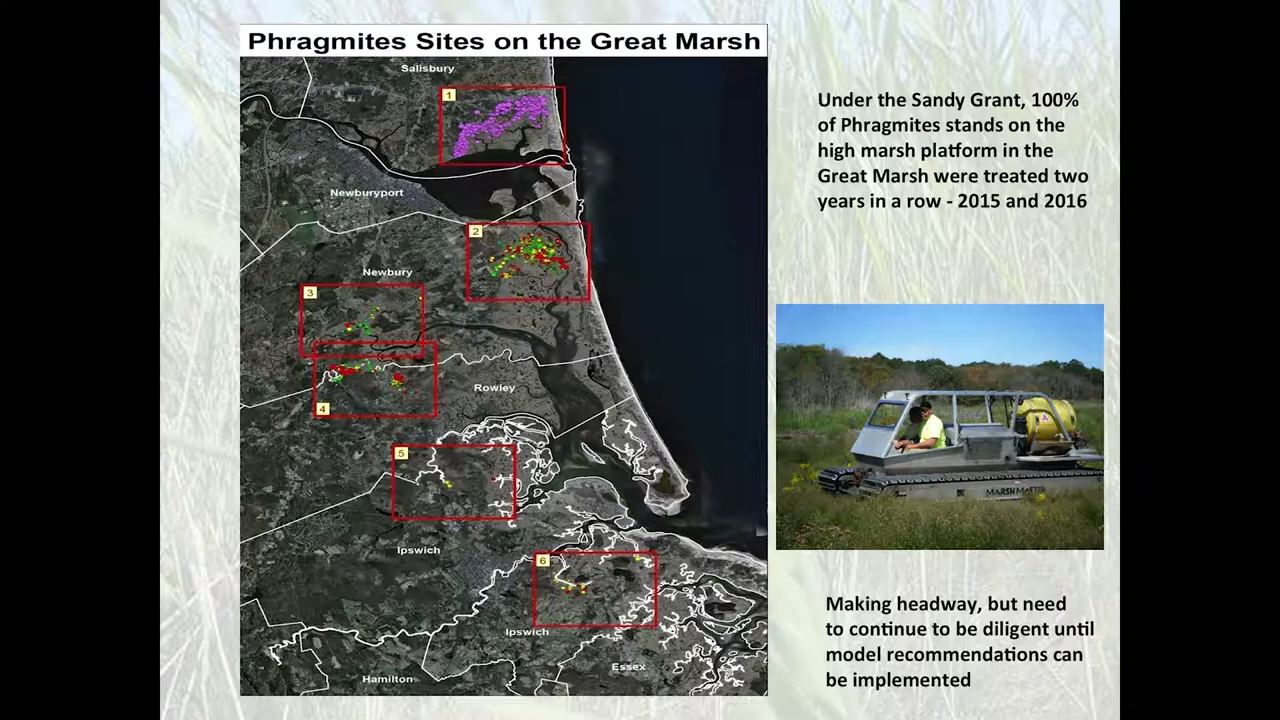 Phragmites Sites on the Great Marsh
Salisbury
1
Newburyport
2
Newbury
3
Rowley
4
5
Ipswich
6
Ipswich
Essex
Hamilton
Under the Sandy Grant, 100%
of Phragmites stands on the
high marsh platform in the
Great Marsh were treated two
years in a row - 2015 and 2016
MARSH MASTER
Making headway, but need
to continue to be diligent until
model recommendations can
be implemented